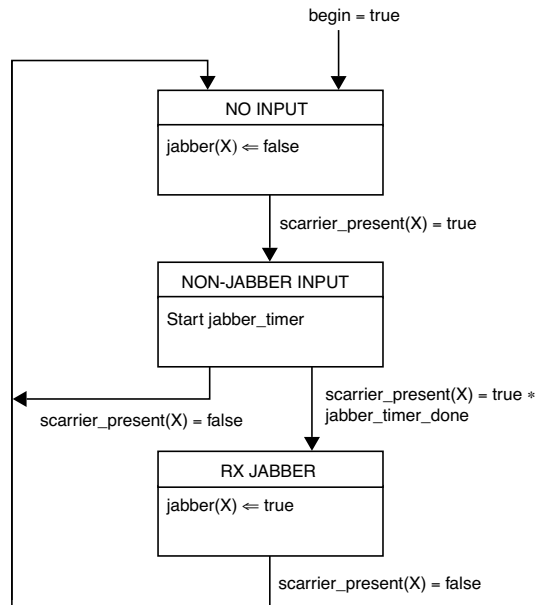 begin = true
NO INPUT
jabber(X) ⇐ false
scarrier_present(X) = true
NON-JABBER INPUT
Start jabber_timer
scarrier_present(X) = false
scarrier_present(X) = true *
jabber_timer_done
RX JABBER
jabber(X) ⇐ true
scarrier_present(X) = false